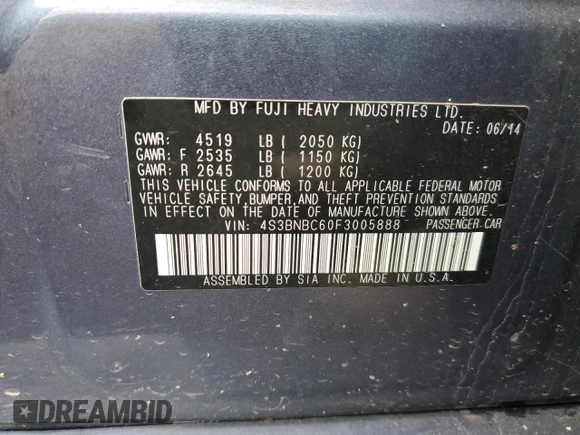 MFD BY FUJI HEAVY INDUSTRIES LTD.
DATE: 06/14
GVWR: 4519 LB ( 2050 KG)
GAWR: F 2535 LB ( 1150 KG)
GAWR: R 2645 LB ( 1200 KG)
THIS VEHICLE CONFORMS TO ALL APPLICABLE FEDERAL MOTOR
VEHICLE SAFETY, BUMPER, AND THEFT PREVENTION STANDARDS
IN EFFECT ON THE DATE OF MANUFACTURE SHOWN ABOVE.
VIN: 4S3BNBC60F3005888 PASSENGER CAR
ASSEMBLED BY SIA INC. MADE IN U.S.A.
DREAMBID